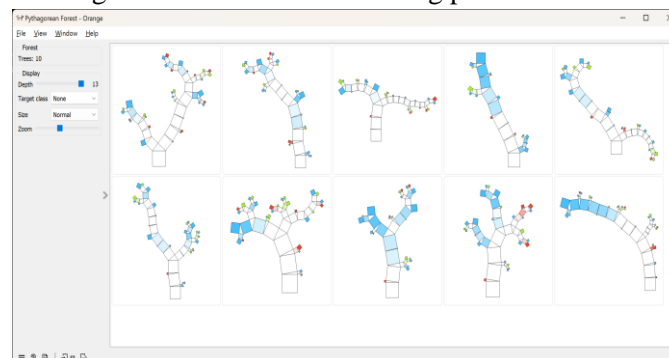 Pythagorean Forest - Orange
File View Window Help
Forest
Trees: 10
Display
Depth 13
Target class None
Size Normal
Zoom